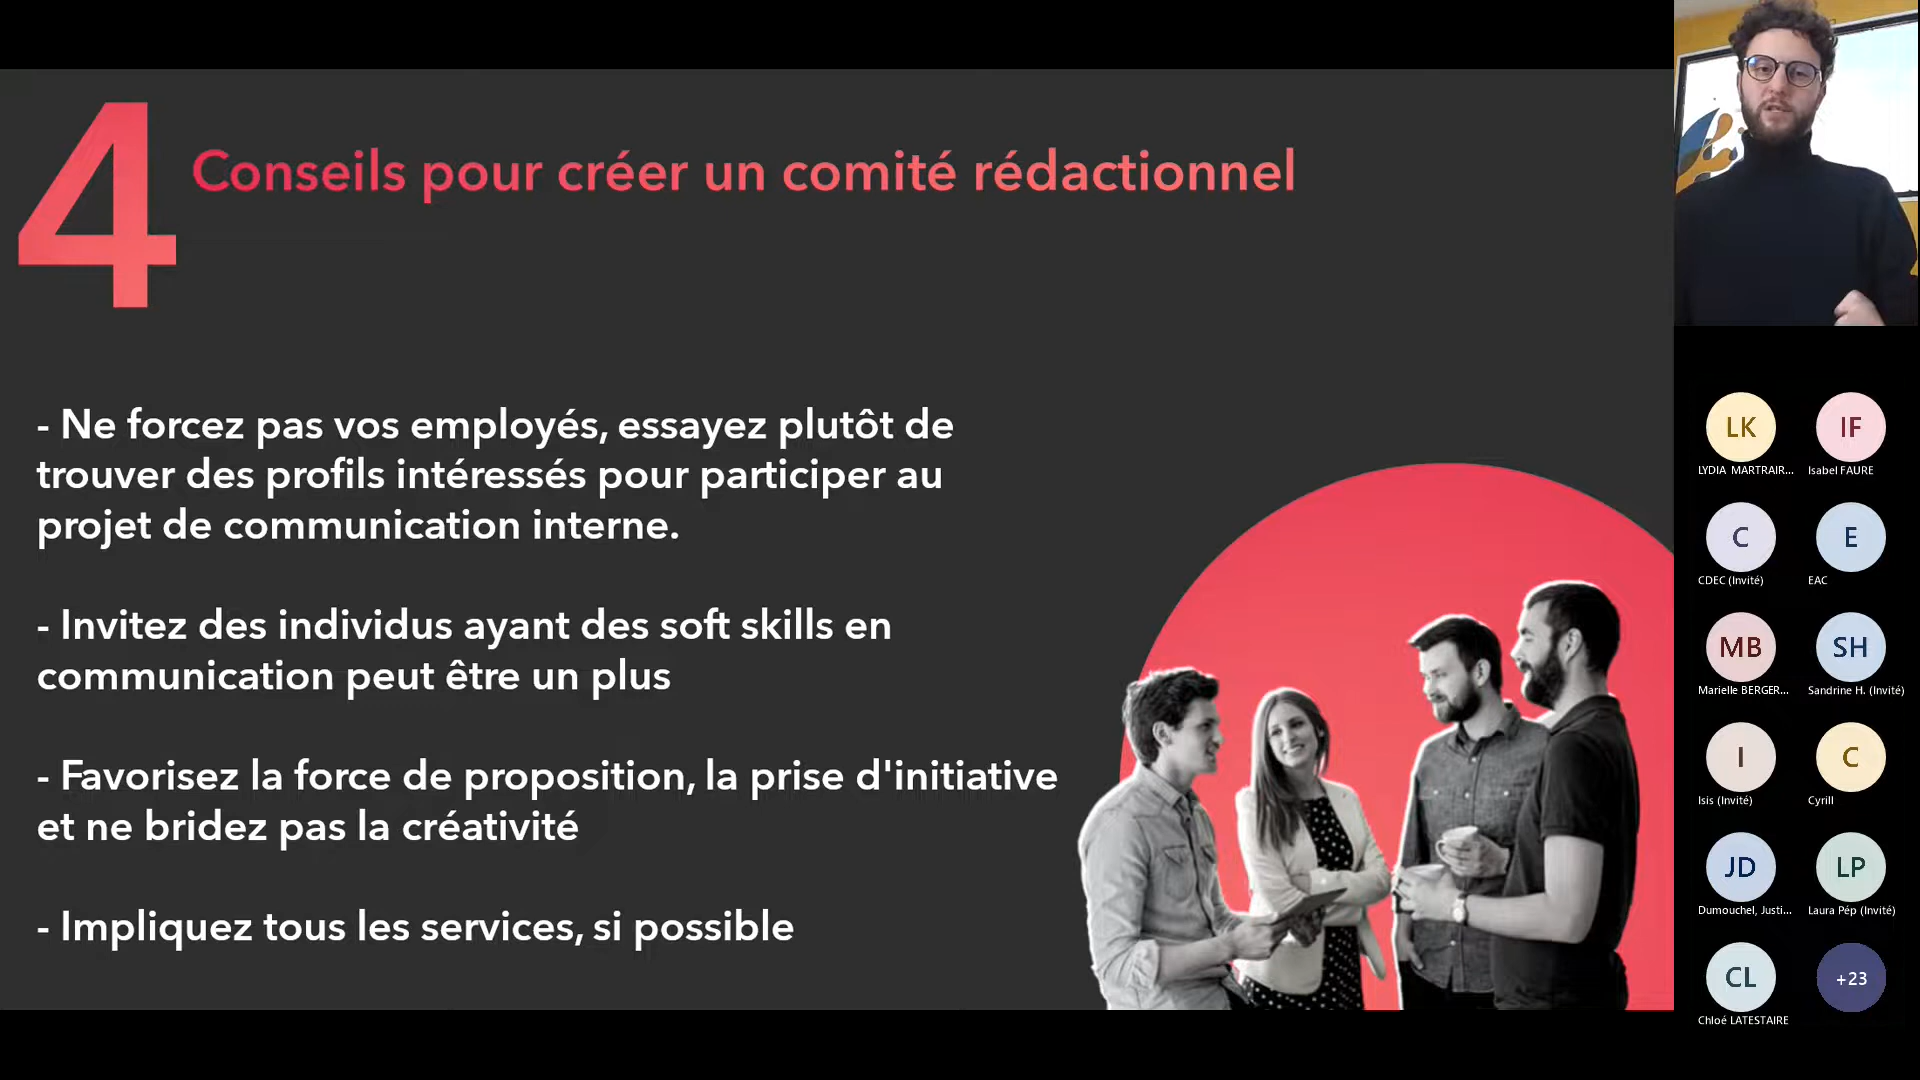 4
Conseils pour créer un comité rédactionnel
- Ne forcez pas vos employés, essayez plutôt de
trouver des profils intéressés pour participer au
projet de communication interne.
- Invitez des individus ayant des soft skills en
communication peut être un plus
- Favorisez la force de proposition, la prise d'initiative
et ne bridez pas la créativité
- Impliquez tous les services, si possible
LK
IF
LYDIA MARTRAIR...
Isabel FAURE
C
E
CDEC (Invité)
EAC
MB
SH
Marielle BERGER...
Sandrine H. (Invité)
I
C
Isis (Invité)
Cyrill
JD
LP
Dumouchel, Justi...
Laura Pép (Invité)
CL
+23
Chloé LATESTAIRE